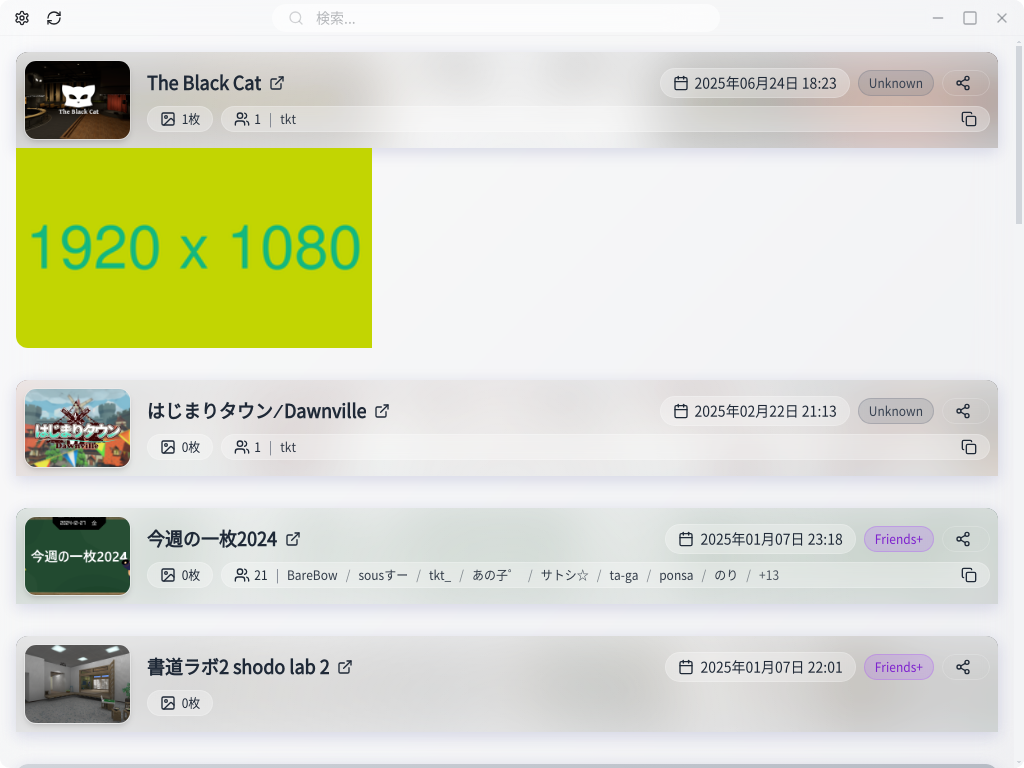 検索...
The Black Cat
2025年06月24日 18:23
Unknown
The Black Cat
1枚
1 | tkt
1920 x 1080
はじまりタウン/Dawnville
2025年02月22日 21:13
Unknown
はじまりタウン
Dawnville
0枚
1 | tkt
今週の一枚2024
2025年01月07日 23:18
Friends+
今週の一枚2024
0枚
21 | BareBow / sousすー / tkt_ / あの子゜ / サトシ☆ / ta-ga / ponsa / のり / +13
書道ラボ2 shodo lab 2
2025年01月07日 22:01
Friends+
0枚